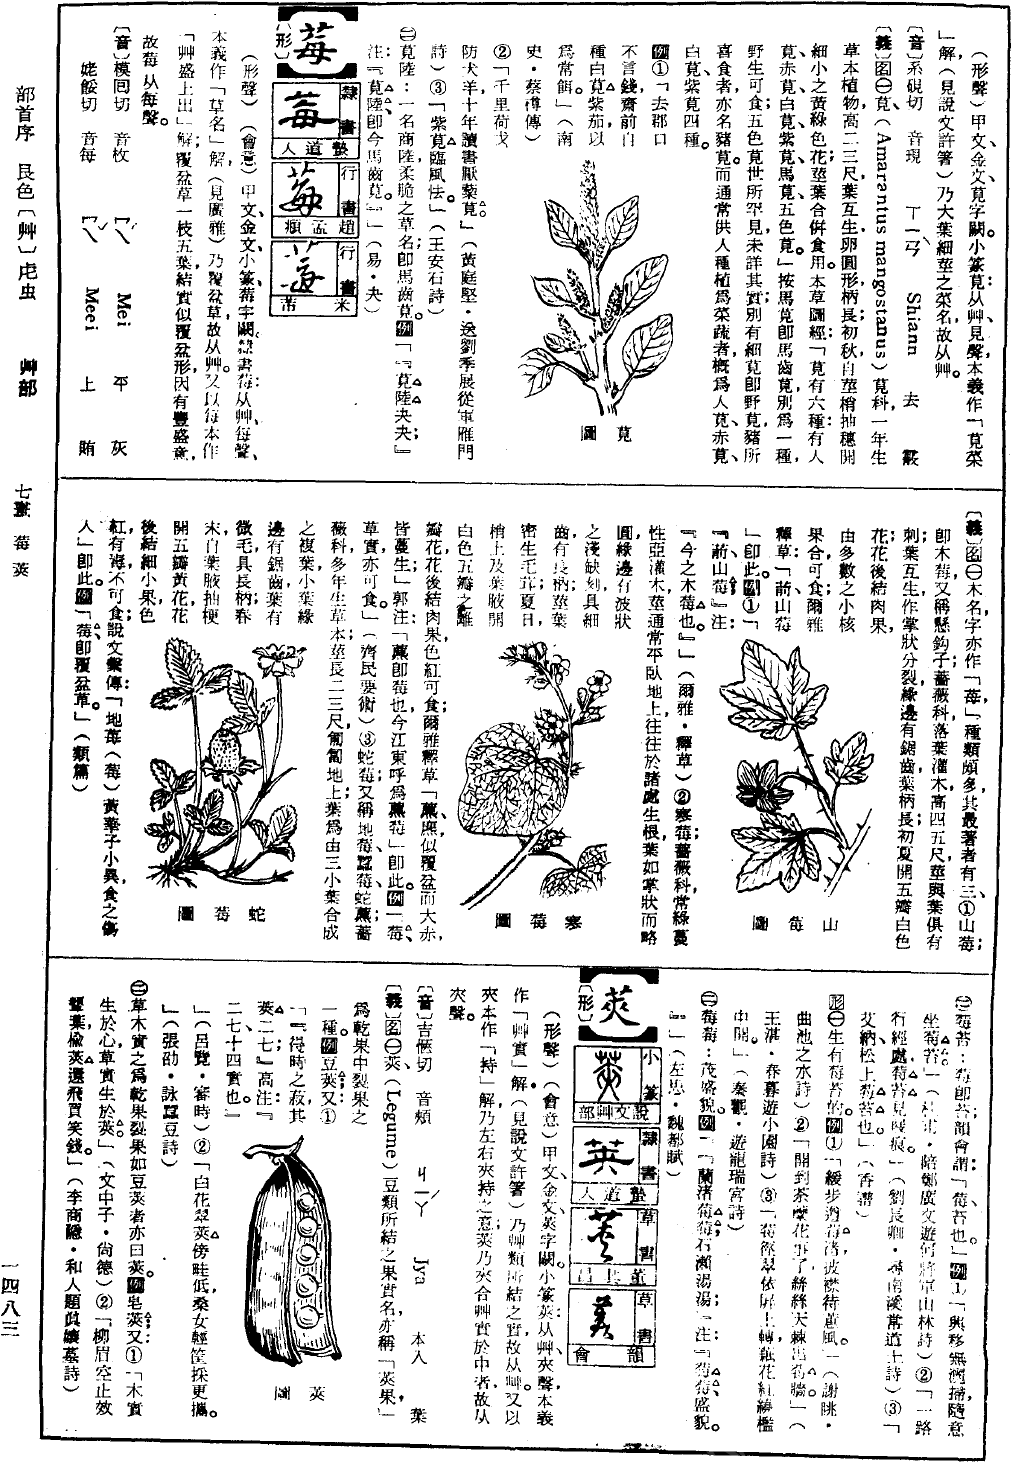 部首序 艮色〔艸〕虍虫 艸部 七畫 莓 莢 一四八三
（形聲）甲文、金文莧字闕。小篆莧：从艸、見聲，本義作「莧菜
」解（見說文許箸）乃大葉細莖之菜名，故从艸。
〔音〕系硯切 音現 ㄒㄧㄢˋ Shiann 去 霰
〔義〕図㊀莧（Amarantus mangostanus）莧科，一年生
草本植物，高二三尺，葉互生，卵圓形，柄長，初秋自莖梢抽穗，開
細小之黃綠色花，莖葉合併食用。本草圖經：「莧有六種：有人
莧、赤莧、白莧、紫莧、馬莧、五色莧。」按馬莧即馬齒莧，別爲一種，
野生可食；五色莧世所罕見，未詳其實；別有細莧即野莧，豬所
喜食者，亦名豬莧。而通常供人種植爲菜蔬者，概爲人莧、赤莧、
白莧、紫莧四種。
例①「去郡，口
不言錢，齋前自
種白莧紫茄以
爲常餌」（南
史・蔡樽傳）
②「千里荷戈
防犬羊，十年讀書厭藜莧。」（黃庭堅・送劉季展從軍雁門
詩）③「紫莧臨風怯。」（王安石詩）
㊁莧陸：一名商陸，柔脆之草名；即馬齒莧。例「『莧陸夬夬』
注『莧陸即今馬齒莧。』」（易・夬）
莓
〔形〕
隸書 莓 蟄道人
行書 莓 趙孟頫
行書 莓 米芾
（形聲）（會意）甲文、金文、小篆莓字闕。隸書莓：从艸、每聲，
本義作「草名」解（見廣雅）乃覆盆草，故从艸。又以每本作
「艸盛上出」解，覆盆草一枝五葉，結實似覆盆形，因有豐盛意，
故莓从每聲。
〔音〕模回切 音枚 ㄇㄟˊ Mei 平 灰
姥餒切 音每 ㄇㄟˇ Meei 上 賄
莧圖
〔義〕図㊀木名，字亦作「苺」，種類頗多，其最著者有三：①山莓：
即木莓，又稱懸鈎子，薔薇科，落葉灌木，高四五尺，莖與葉俱有
刺，葉互生，作掌狀分裂，緣邊有鋸齒，葉柄長，初夏開五瓣白色
花，花後結肉果，
由多數之小核
果合，可食，爾雅
釋草：「葥，山莓
」即此。例①「
『葥山莓』注
『今之木莓也。』」（爾雅・釋草）②寒莓：薔薇科，常綠蔓
性亞灌木，莖通常平臥地上，往往於諸處生根，葉如掌狀而略
圓，綠邊有波狀
之淺缺刻，具細
齒，有長柄，莖葉
密生毛茸，夏日，
梢上及葉腋開
白色五瓣之離
瓣花，花後結肉果，色紅可食，爾雅釋草「藨，麃，似覆盆而大，赤，
皆蔓生」郭注：「藨即莓也，今江東呼爲藨莓」即此。例「莓，
草實，亦可食。」（齊民要術）③蛇莓：又稱地莓、蠶莓、蛇藨，薔
薇科，多年生草本，莖長二三尺，匍匐地上，葉爲由三小葉合成
之複葉，小葉緣
邊有鋸齒，葉有
微毛，具長柄，春
末自葉腋抽梗
開五瓣黃花，花
後結細小果，色
紅，有毒，不可食，說文繫傳：「地莓（莓）黃華，子小異，食之傷
人」即此。例「莓即覆盆草。」（類篇）
山莓圖
寒莓圖
蛇莓圖
㊁莓苔：莓即苔，韻會謂：「莓苔也」。例①「興移無灑掃，隨意
坐莓苔」（杜甫・陪鄭廣文遊何將軍山林詩）②「一路
行經處，莓苔見屐痕。」（劉長卿・尋南溪常道士詩）③「
艾納，松上莓苔也」（香譜）
形㊀生有莓苔的。例①「緩步遵莓渚，披襟待蕙風。」（謝朓・
曲池之水詩）②「開到荼蘼花事了，絲絲天棘出莓牆」（
王淇・春暮遊小園詩）③「莓徑翠依屏上轉，蘸花紅繞檻
中開。」（秦觀・遊龍瑞宮詩）
㊁莓莓：茂盛貌。例「『蘭渚莓莓，石瀨湯湯；』注：『莓莓，盛貌。
』」（左思・魏都賦）
莢
〔形〕
小篆 莢 說文艸部
隸書 莢 蟄道人
草書 莢 董其昌
草書 莢 韻會
（形聲）（會意）甲文、金文莢字闕。小篆莢：从艸、夾聲，本義
作「艸實」解。（見說文許箸）乃艸類所結之實，故从艸。又以
夾本作「持」解，乃左右夾持之意，莢乃夾合艸實於中者，故从
夾聲。
〔音〕吉協切 音頰 ㄐㄧㄚˊ Jya 本入 葉
〔義〕図㊀莢（Legume）豆類所結之果實名，亦稱「莢果」，
爲乾果中裂果之
一種。例豆莢；又：①
「『得時之菽，其
莢二七』高注：『
二七，十四實也。』
」（呂覽・審時）②「白花翠莢傍畦低，桑女輕筐採更攜。
」（張劭・詠蠶豆詩）
㊁草木實之爲乾果裂果如豆莢者亦曰莢。例皂莢；又：①「木實
生於心，草實生於莢」（文中子・尙德）②「柳眉空止效
顰葉，榆莢還飛買笑錢」（李商隱・和人題眞孃墓詩）
莢圖